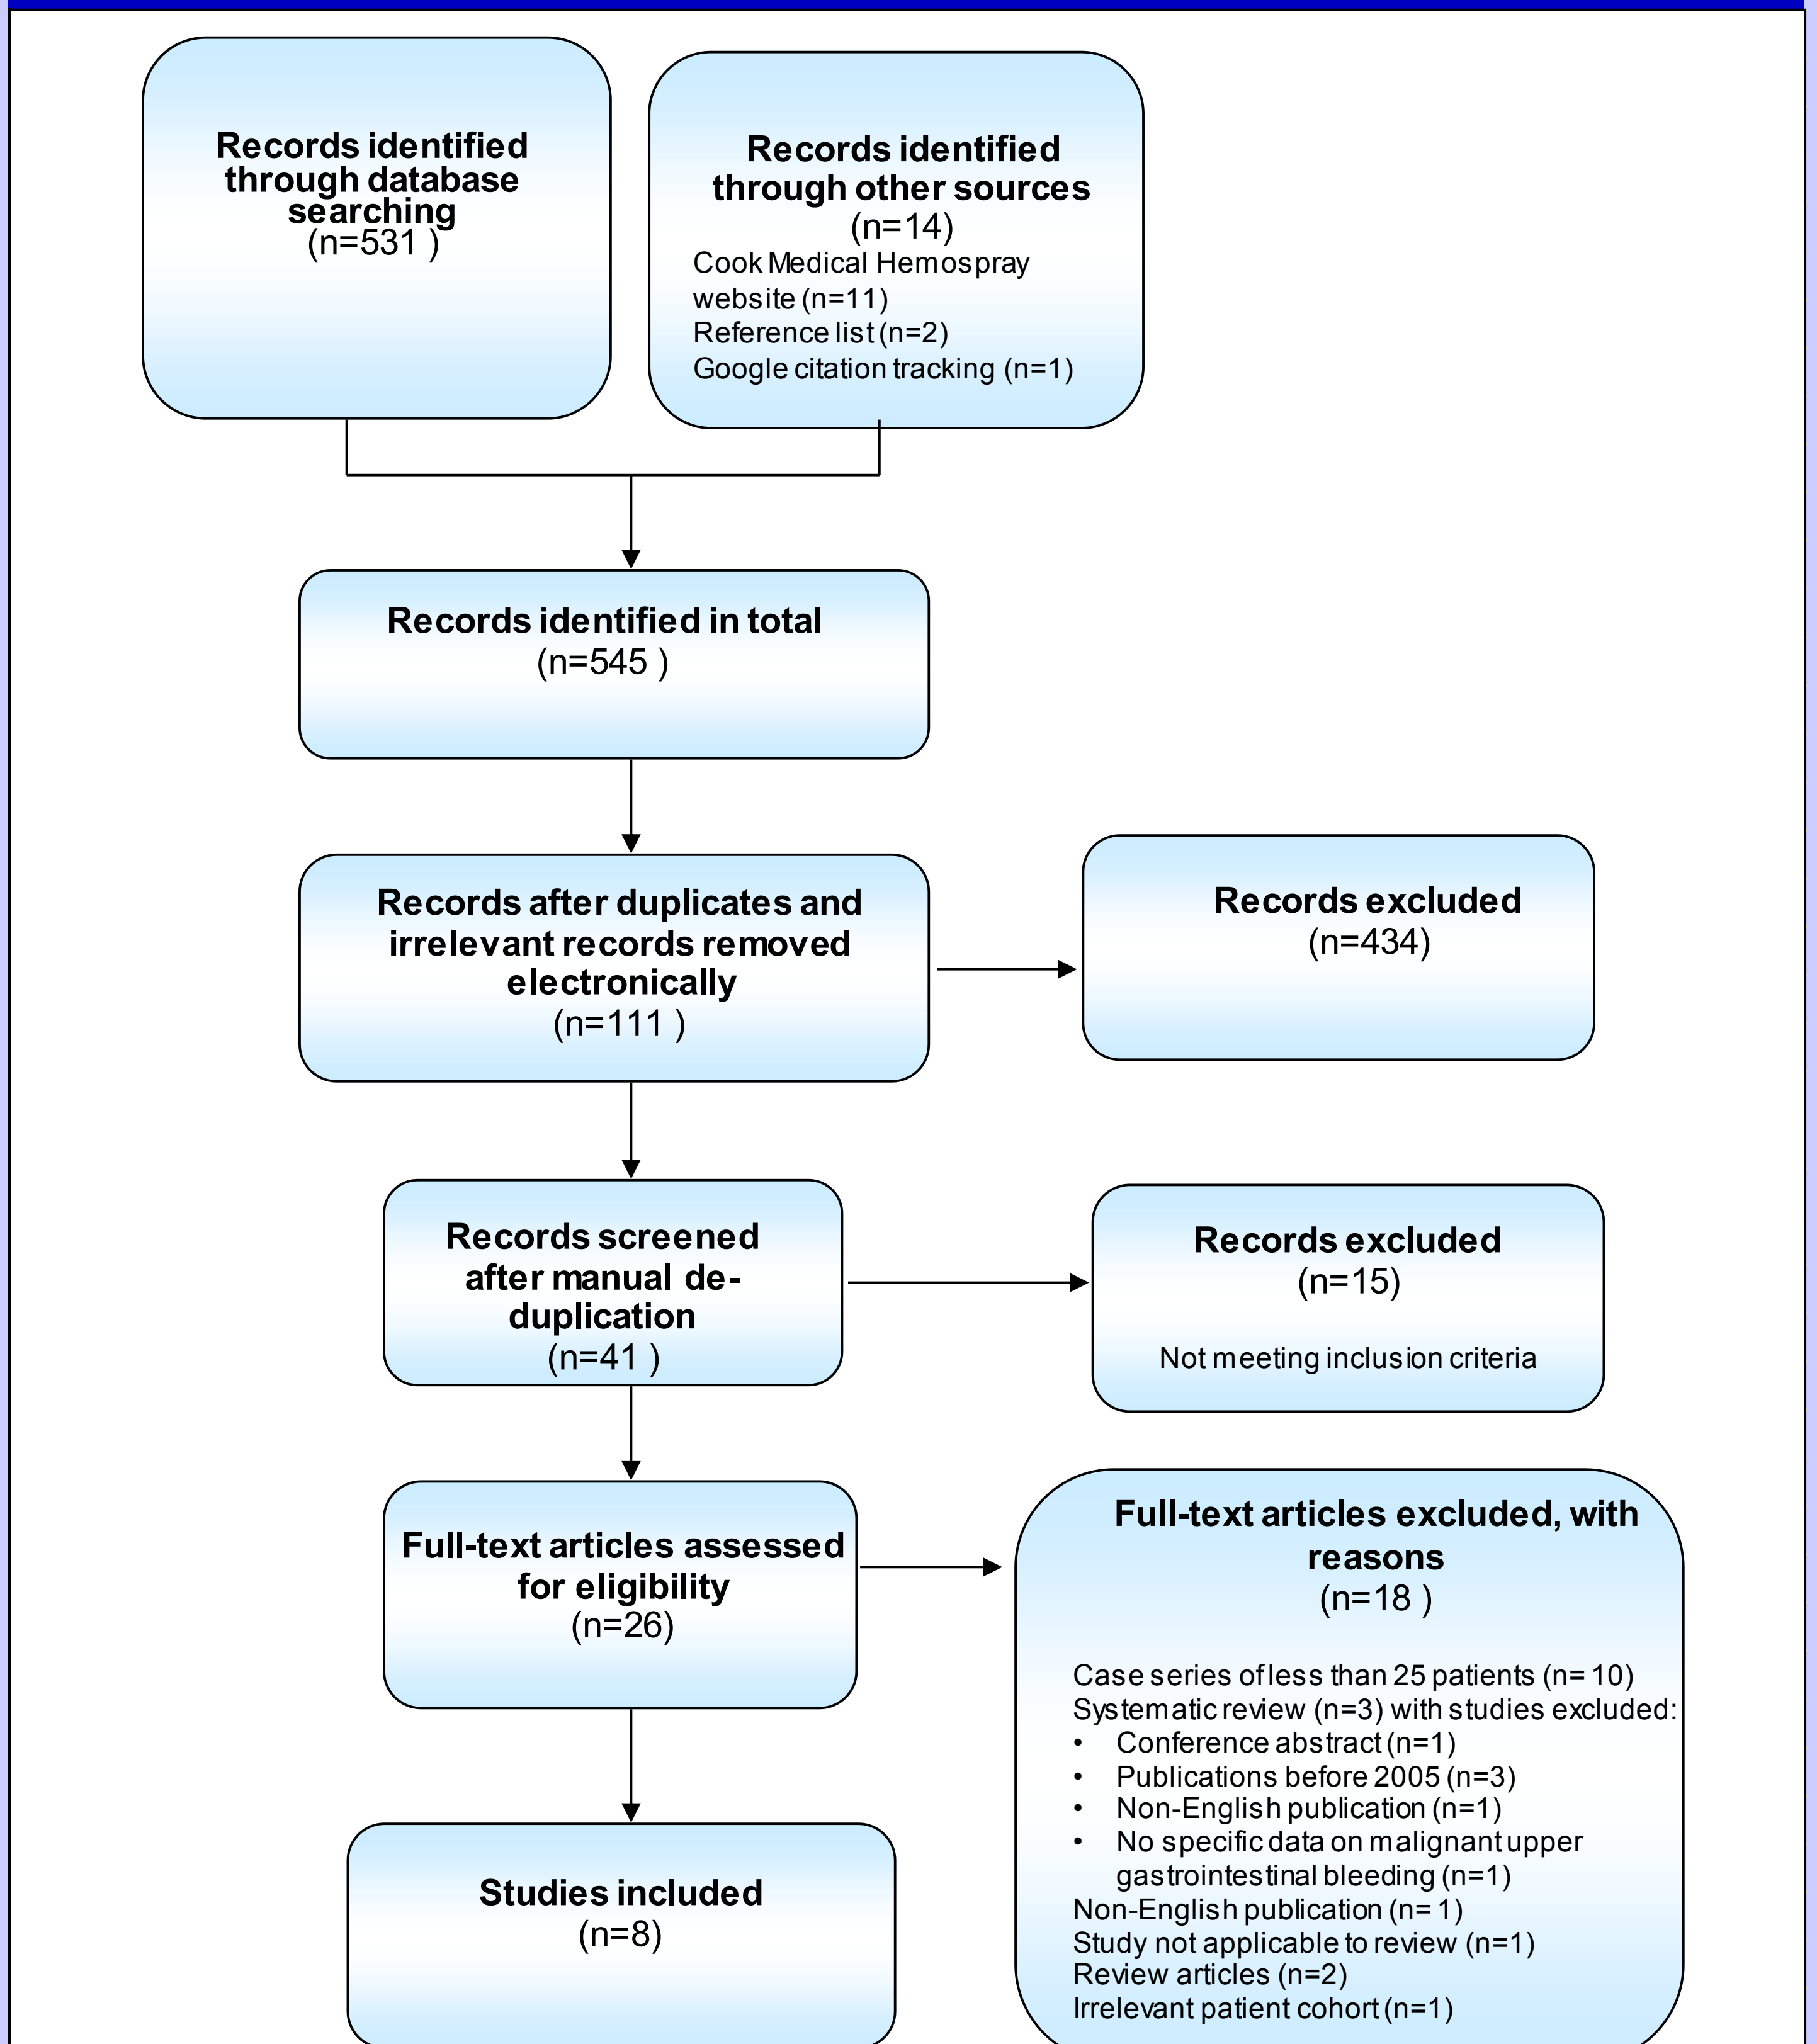 Records identified
through database
searching
(n=531 )
Records identified
through other sources
(n=14)
Cook Medical Hemospray
website (n=11)
Reference list (n=2)
Google citation tracking (n=1)
Records identified in total
(n=545 )
Records after duplicates and
irrelevant records removed
electronically
(n=111 )
Records excluded
(n=434)
Records screened
after manual de-
duplication
(n=41 )
Records excluded
(n=15)
Not meeting inclusion criteria
Full-text articles assessed
for eligibility
(n=26)
Full-text articles excluded, with
reasons
(n=18 )
Case series of less than 25 patients (n= 10)
Systematic review (n=3) with studies excluded:
• Conference abstract (n=1)
• Publications before 2005 (n=3)
• Non-English publication (n=1)
• No specific data on malignant upper
gastrointestinal bleeding (n=1)
Non-English publication (n= 1)
Study not applicable to review (n=1)
Review articles (n=2)
Irrelevant patient cohort (n=1)
Studies included
(n=8)